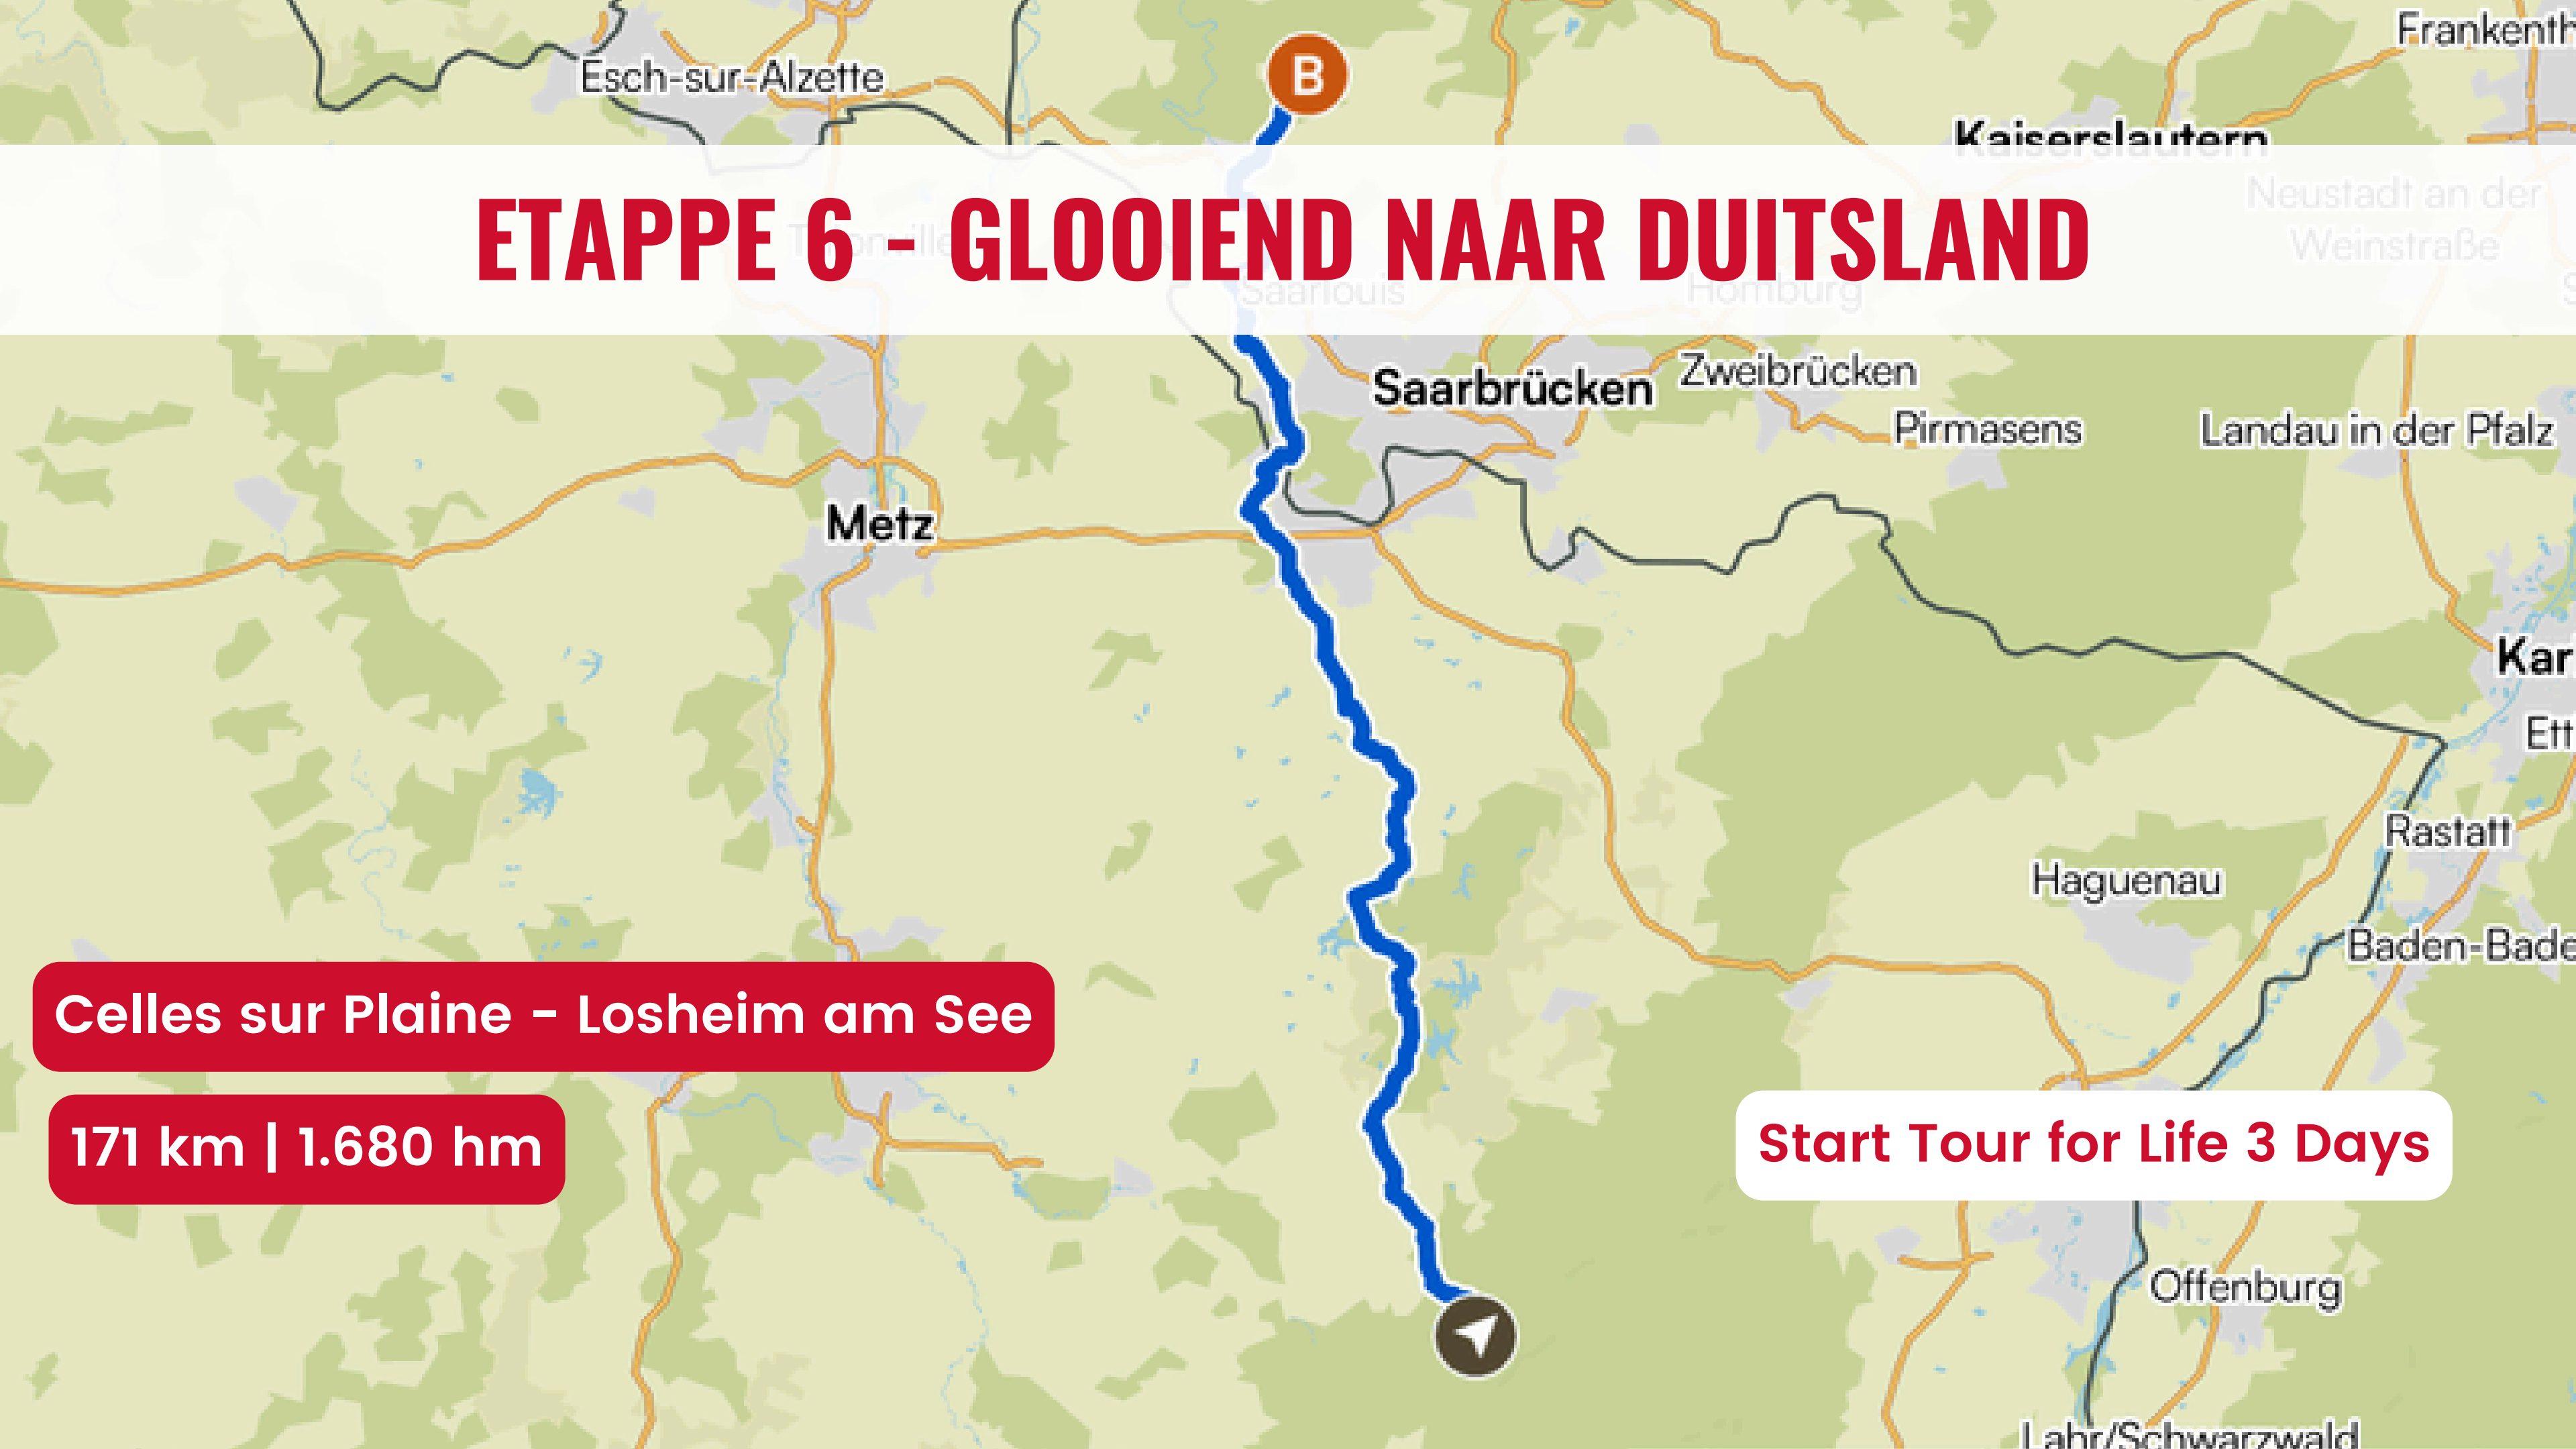 Frankenth
Esch-sur-Alzette
B
Kaiserslautern
Neustadt an der
Weinstraße
ETAPPE 6 - GLOOIEND NAAR DUITSLAND
Saarlouis
Homburg
Saarbrücken
Zweibrücken
Pirmasens
Landau in der Pfalz
Metz
Kar
Ett
Rastatt
Haguenau
Baden-Bade
Celles sur Plaine - Losheim am See
171 km | 1.680 hm
Start Tour for Life 3 Days
Offenburg
Lahr/Schwarzwald